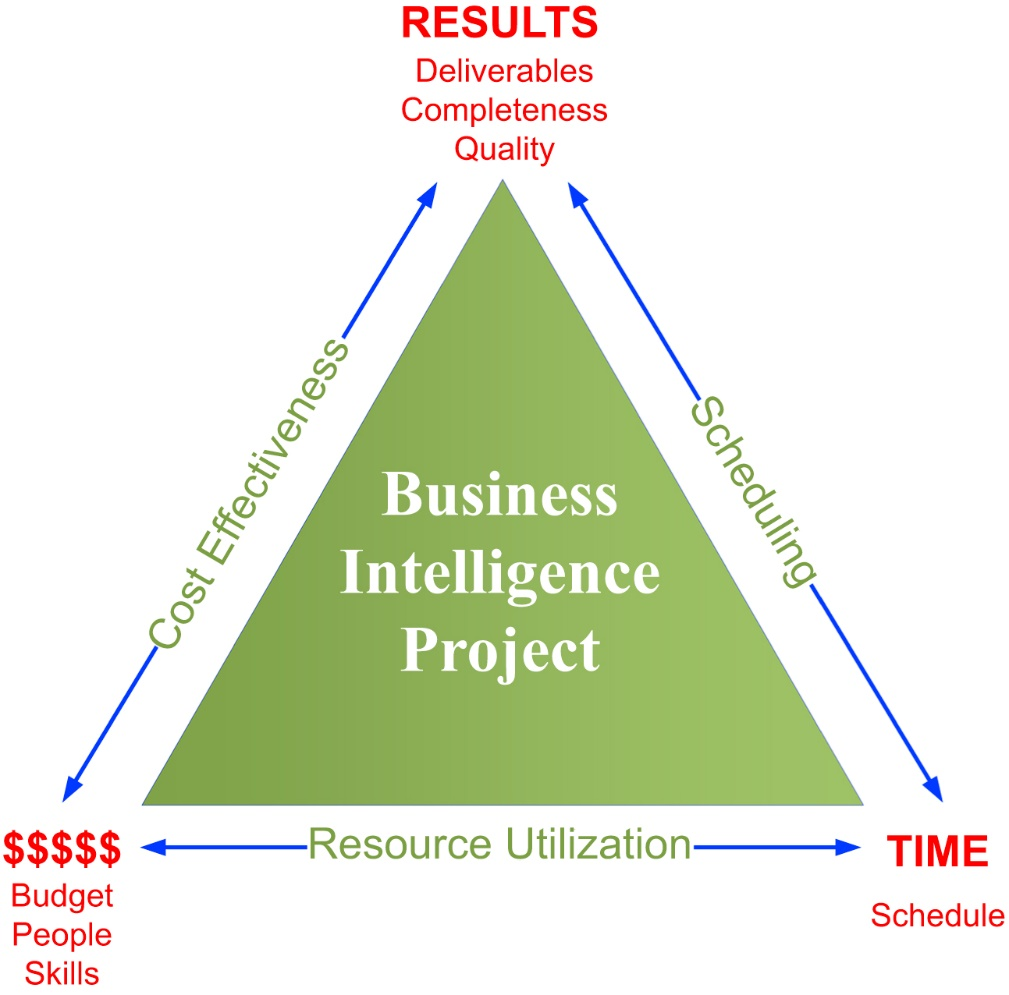 RESULTS
Deliverables
Completeness
Quality
Cost Effectiveness
Scheduling
Business
Intelligence
Project
$$$$$
Budget
People
Skills
Resource Utilization
TIME
Schedule